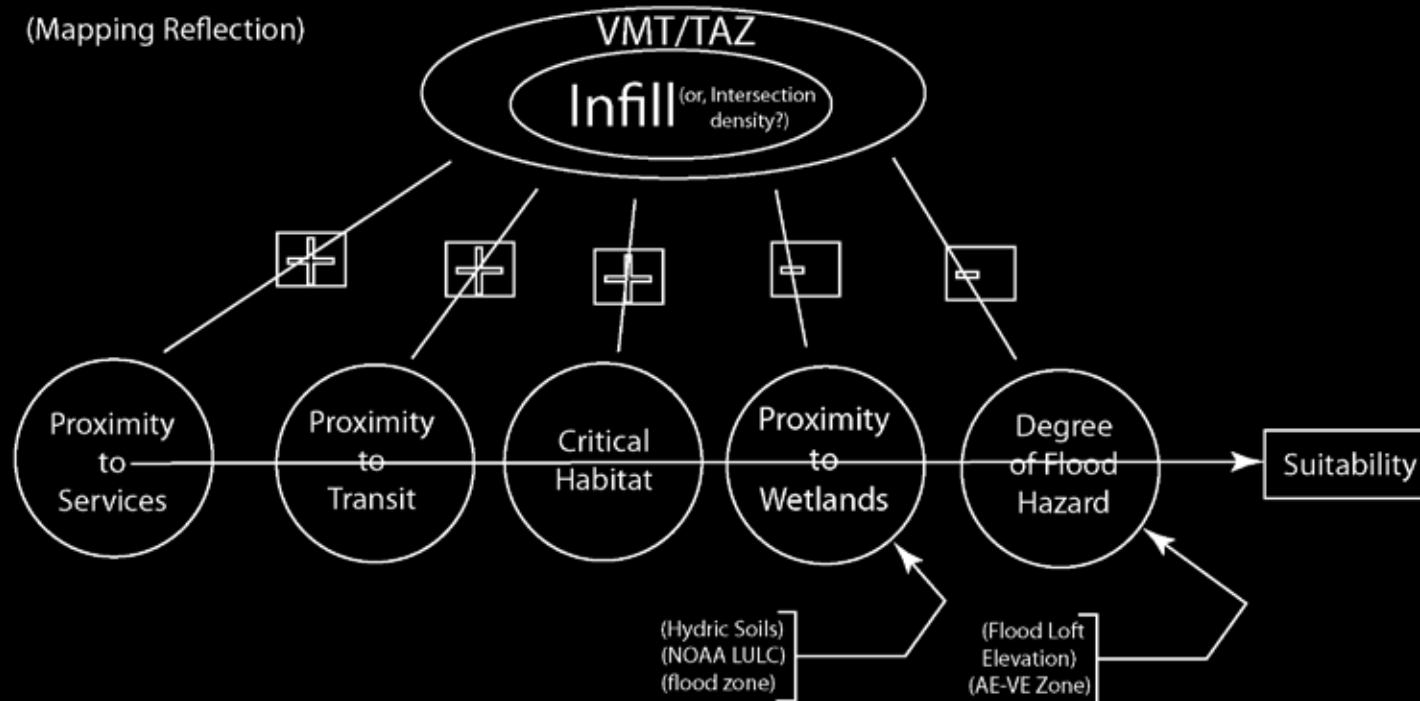 (Mapping Reflection)
VMT/TAZ
Infill (or, Intersection
density?)
+
+
+
-
-
Proximity
to
Services
Proximity
to
Transit
Critical
Habitat
Proximity
to
Wetlands
Degree
of Flood
Hazard
Suitability
(Hydric Soils)
(NOAA LULC)
(flood zone)
(Flood Loft
Elevation)
(AE-VE Zone)